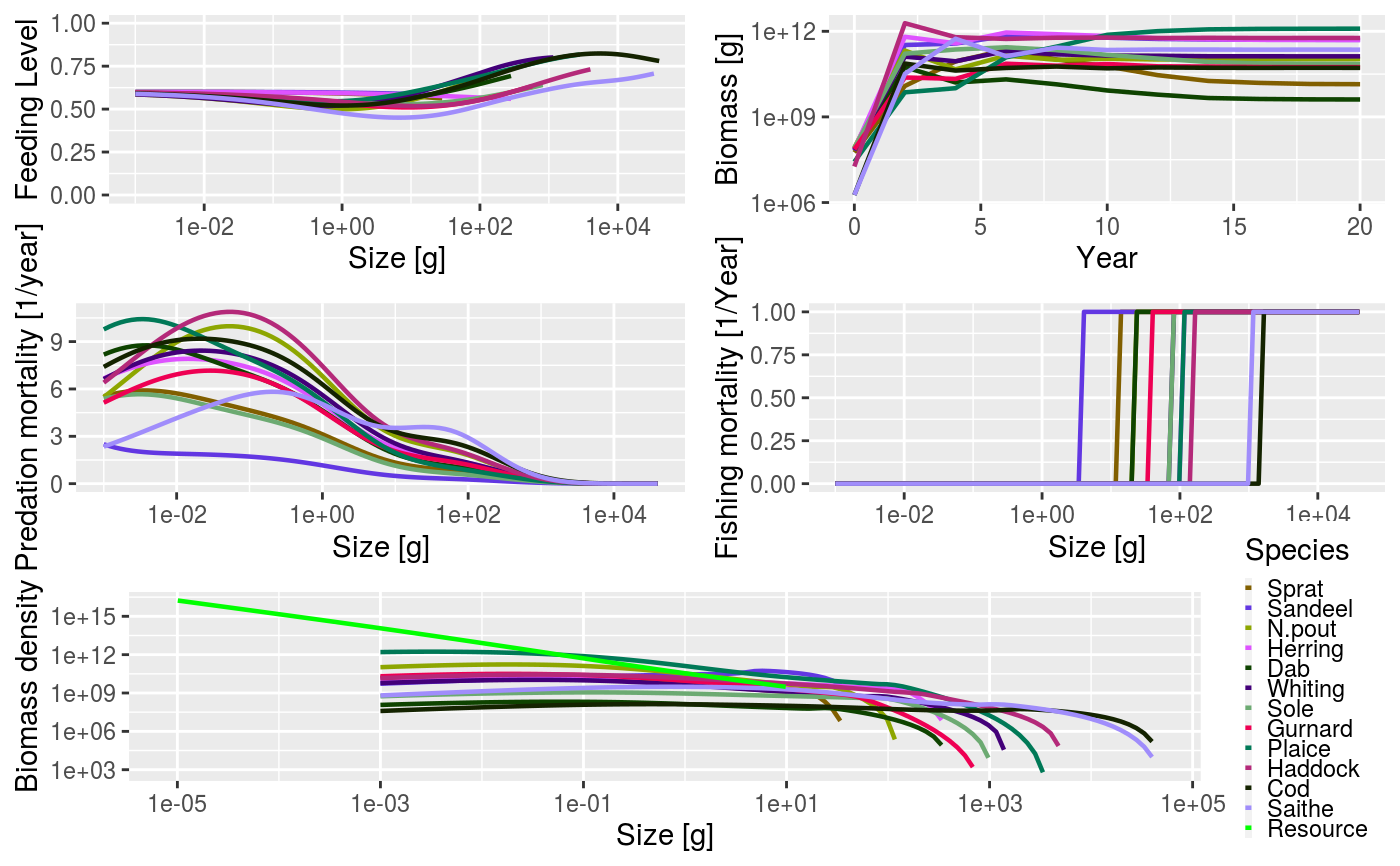 Feeding Level
1.00
0.75
0.50
0.25
0.00
1e-02 1e+00 1e+02 1e+04
Size [g]
Biomass [g]
1e+12
1e+09
1e+06
0 5 10 15 20
Year
Predation mortality [1/year]
9
6
3
0
1e-02 1e+00 1e+02 1e+04
Size [g]
Fishing mortality [1/Year]
1.00
0.75
0.50
0.25
0.00
1e-02 1e+00 1e+02 1e+04
Size [g]
Biomass density
1e+15
1e+12
1e+09
1e+06
1e+03
1e-05 1e-03 1e-01 1e+01 1e+03 1e+05
Size [g]
Species
Sprat
Sandeel
N.pout
Herring
Dab
Whiting
Sole
Gurnard
Plaice
Haddock
Cod
Saithe
Resource